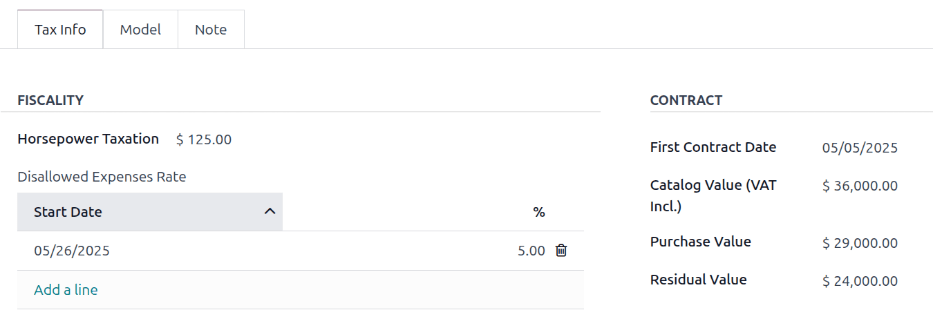 Tax Info Model Note
FISCALITY
Horsepower Taxation $ 125.00
Disallowed Expenses Rate
Start Date %
05/26/2025 5.00
Add a line
CONTRACT
First Contract Date 05/05/2025
Catalog Value (VAT
Incl.) $ 36,000.00
Purchase Value $ 29,000.00
Residual Value $ 24,000.00